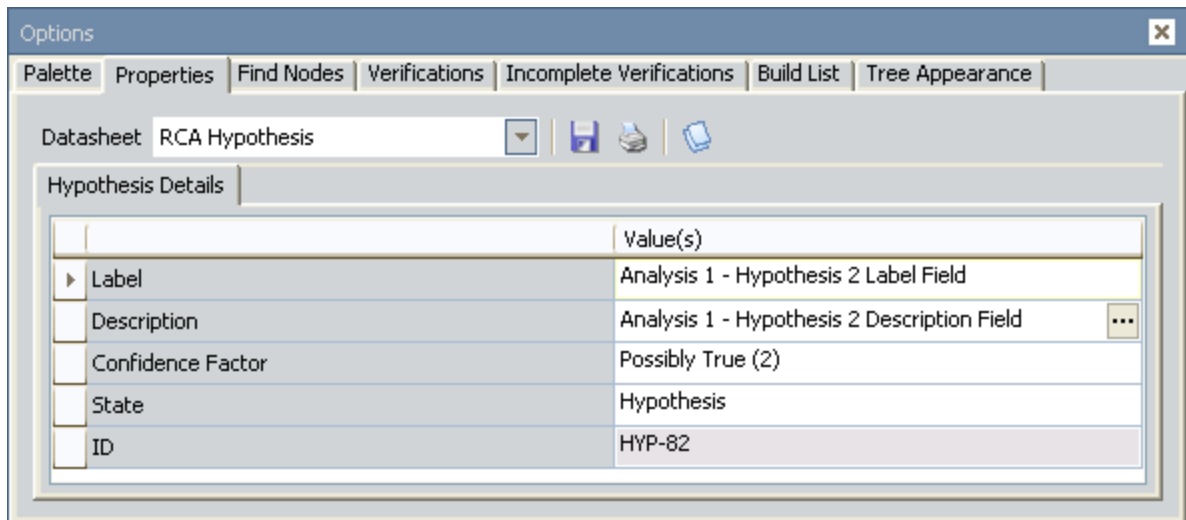 Options
Palette Properties Find Nodes Verifications Incomplete Verifications Build List Tree Appearance
Datasheet RCA Hypothesis
Hypothesis Details
Value(s)
Label Analysis 1 - Hypothesis 2 Label Field
Description Analysis 1 - Hypothesis 2 Description Field ...
Confidence Factor Possibly True (2)
State Hypothesis
ID HYP-82